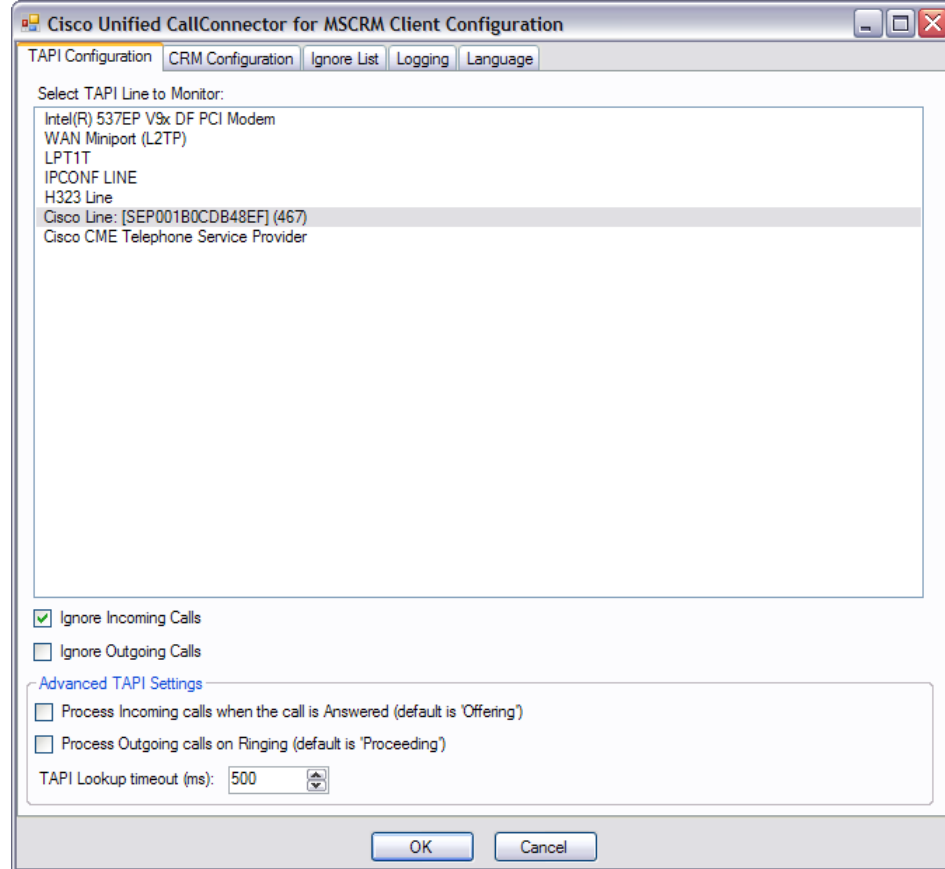 Cisco Unified CallConnector for MSCRM Client Configuration
TAPI Configuration CRM Configuration Ignore List Logging Language
Select TAPI Line to Monitor:
Intel(R) 537EP V9x DF PCI Modem
WAN Miniport (L2TP)
LPT1T
IPCONF LINE
H323 Line
Cisco Line: [SEP001B0CDB48EF] (467)
Cisco CME Telephone Service Provider
Ignore Incoming Calls
Ignore Outgoing Calls
Advanced TAPI Settings
Process Incoming calls when the call is Answered (default is 'Offering')
Process Outgoing calls on Ringing (default is 'Proceeding')
TAPI Lookup timeout (ms): 500
OK Cancel